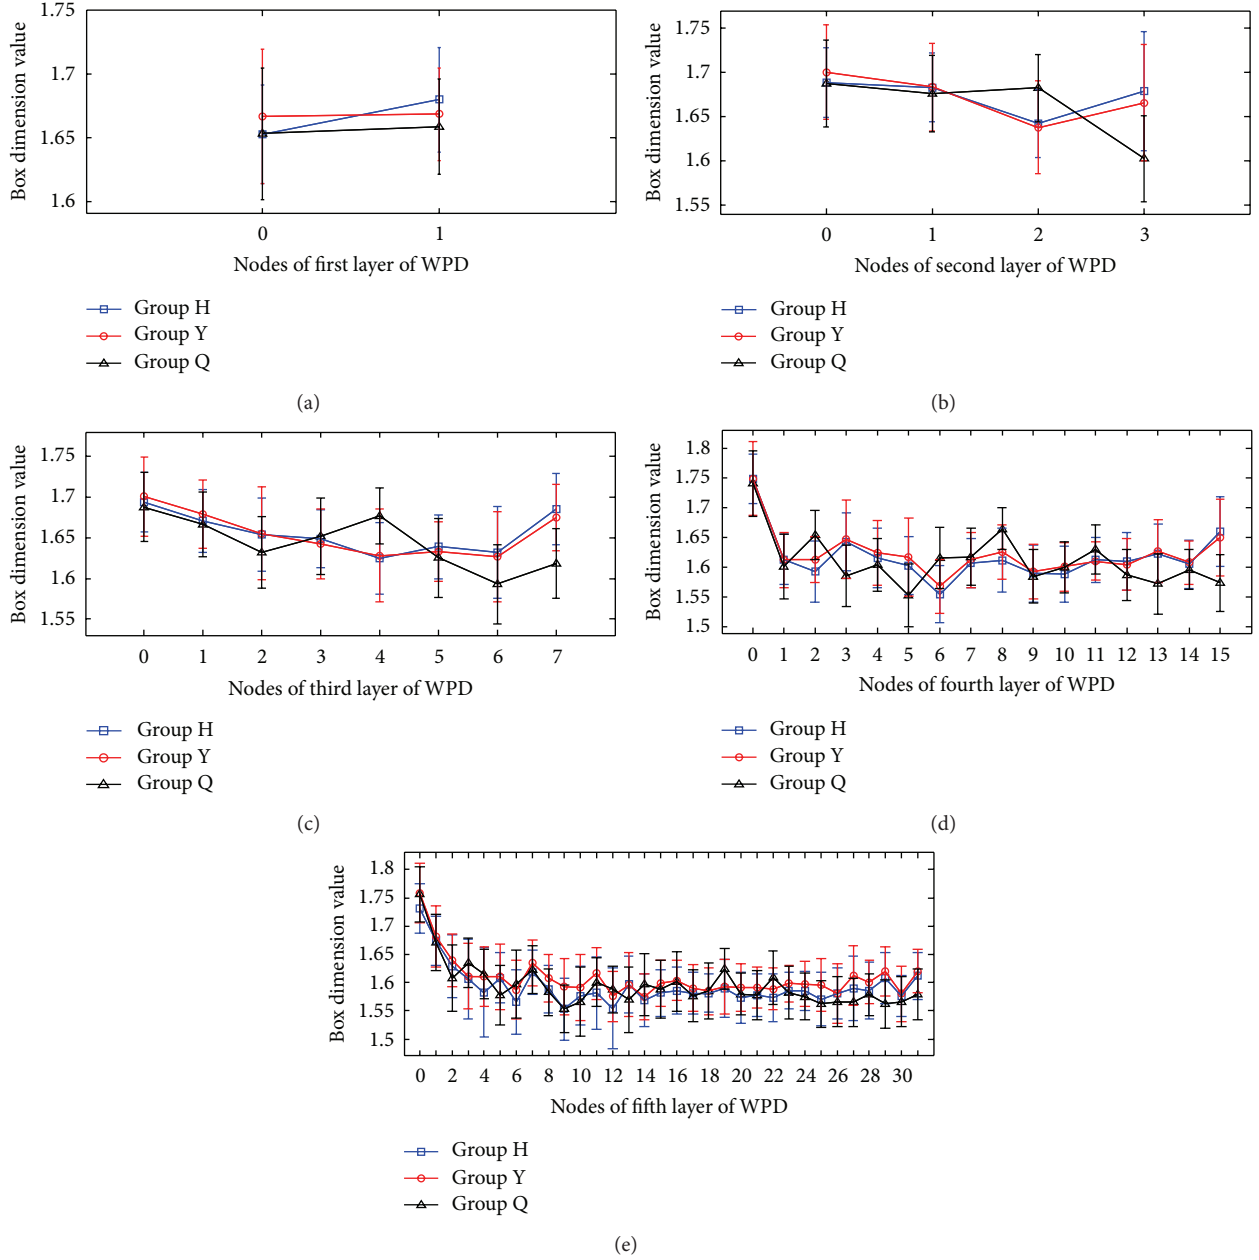 Box dimension value
1.75
1.7
1.65
1.6
0 1
Nodes of first layer of WPD
Group H
Group Y
Group Q
(a)
Box dimension value
1.75
1.7
1.65
1.6
1.55
0 1 2 3
Nodes of second layer of WPD
Group H
Group Y
Group Q
(b)
Box dimension value
1.75
1.7
1.65
1.6
1.55
0 1 2 3 4 5 6 7
Nodes of third layer of WPD
Group H
Group Y
Group Q
(c)
Box dimension value
1.8
1.75
1.7
1.65
1.6
1.55
1.5
0 1 2 3 4 5 6 7 8 9 10 11 12 13 14 15
Nodes of fourth layer of WPD
Group H
Group Y
Group Q
(d)
Box dimension value
1.8
1.75
1.7
1.65
1.6
1.55
1.5
0 2 4 6 8 10 12 14 16 18 20 22 24 26 28 30
Nodes of fifth layer of WPD
Group H
Group Y
Group Q
(e)